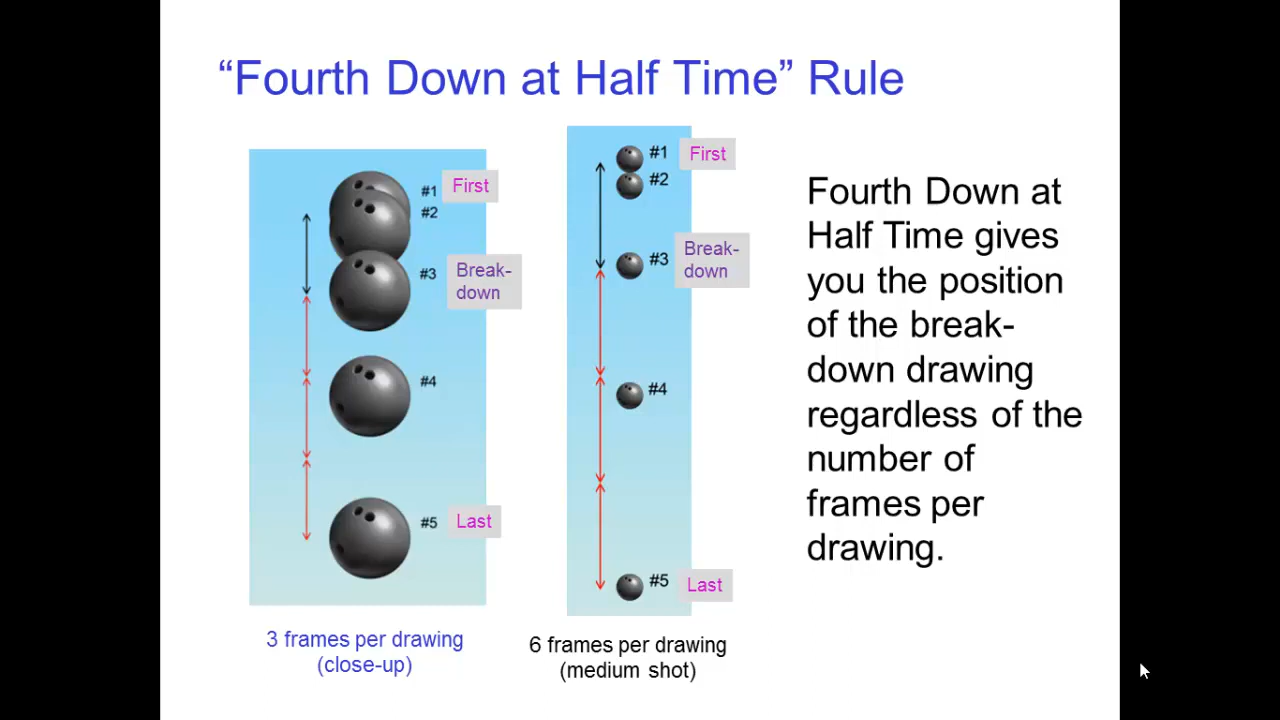 “Fourth Down at Half Time” Rule
#1 First
#2
#3 Break-
down
#4
#5 Last
3 frames per drawing
(close-up)
#1 First
#2
#3 Break-
down
#4
#5 Last
6 frames per drawing
(medium shot)
Fourth Down at
Half Time gives
you the position
of the break-
down drawing
regardless of the
number of
frames per
drawing.